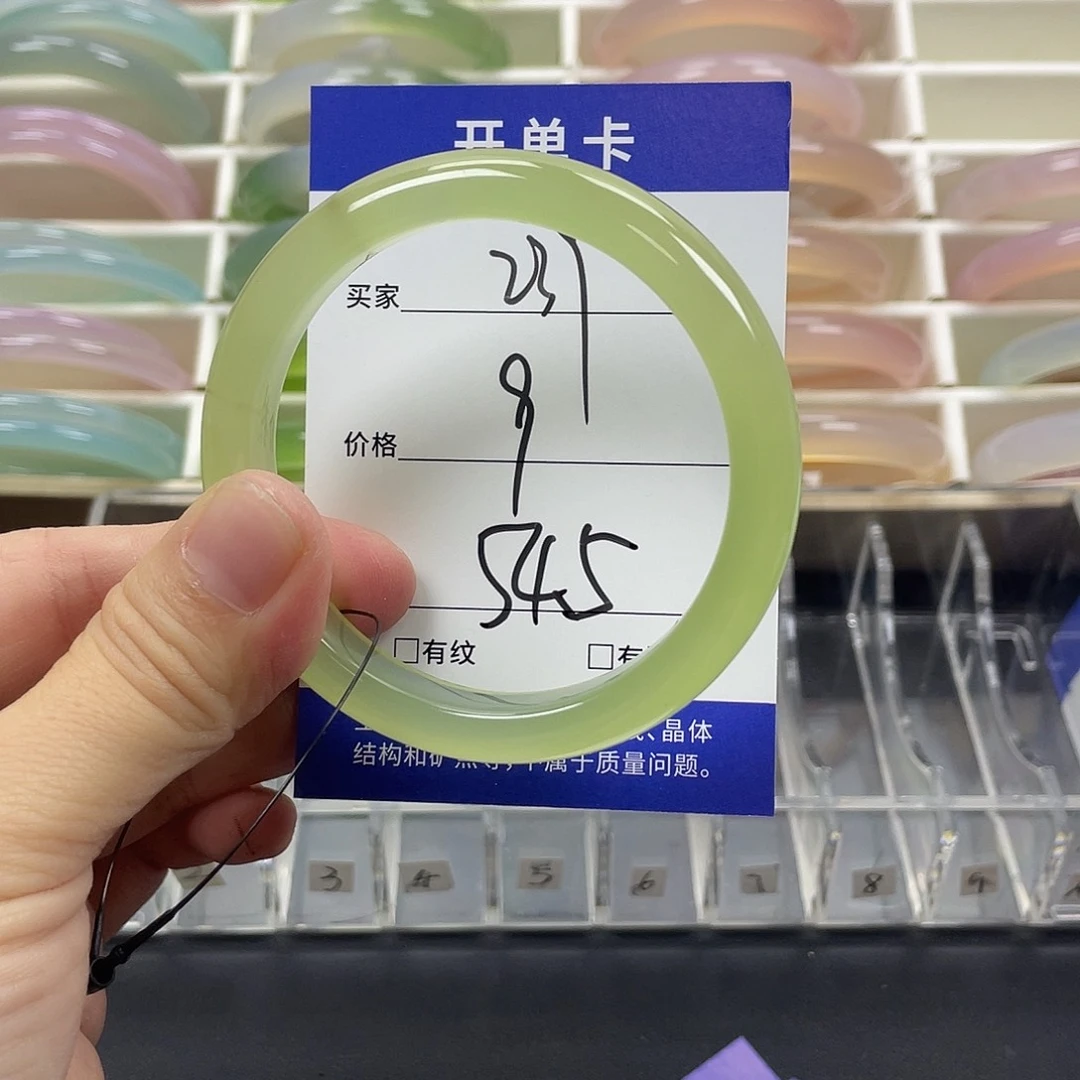 开单卡
买家 231
价格 9
545
□有纹 □有
、晶体
结构和矿 属于质量问题。
3 4 5 6 7 8 9